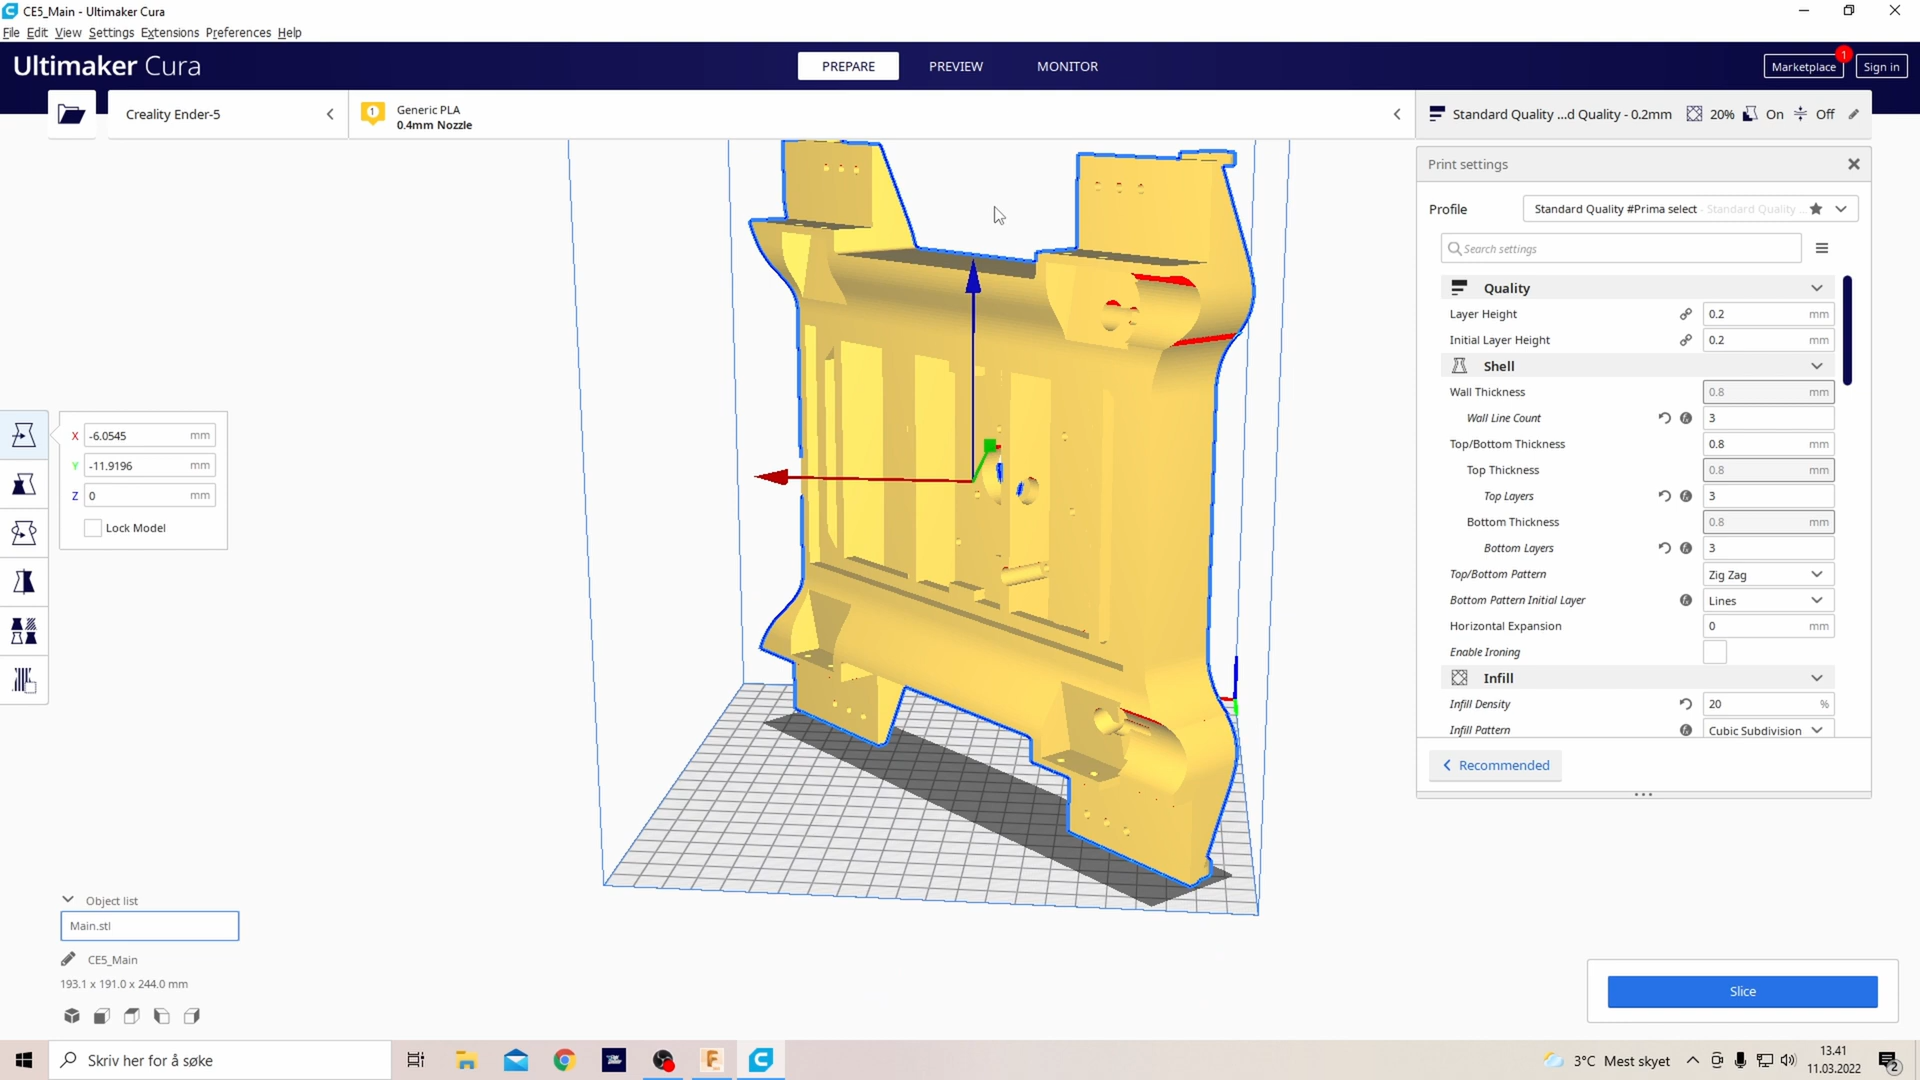 CE5_Main - Ultimaker Cura
File Edit View Settings Extensions Preferences Help
Ultimaker Cura
PREPARE
PREVIEW
MONITOR
Marketplace
1
Sign in
Creality Ender-5
1
Generic PLA
0.4mm Nozzle
Standard Quality ...d Quality - 0.2mm
20%
On
Off
Print settings
Profile
Standard Quality #Prima select - Standard Quality ...
Search settings
Quality
Layer Height 0.2 mm
Initial Layer Height 0.2 mm
Shell
Wall Thickness 0.8 mm
Wall Line Count 3
Top/Bottom Thickness 0.8 mm
Top Thickness 0.8 mm
Top Layers 3
Bottom Thickness 0.8 mm
Bottom Layers 3
Top/Bottom Pattern Zig Zag
Bottom Pattern Initial Layer Lines
Horizontal Expansion 0 mm
Enable Ironing
Infill
Infill Density 20 %
Infill Pattern Cubic Subdivision
Recommended
X -6.0545 mm
Y -11.9196 mm
Z 0 mm
Lock Model
Object list
Main.stl
CE5_Main
193.1 x 191.0 x 244.0 mm
Slice
Skriv her for å søke
3°C Mest skyet
13.41
11.03.2022
2